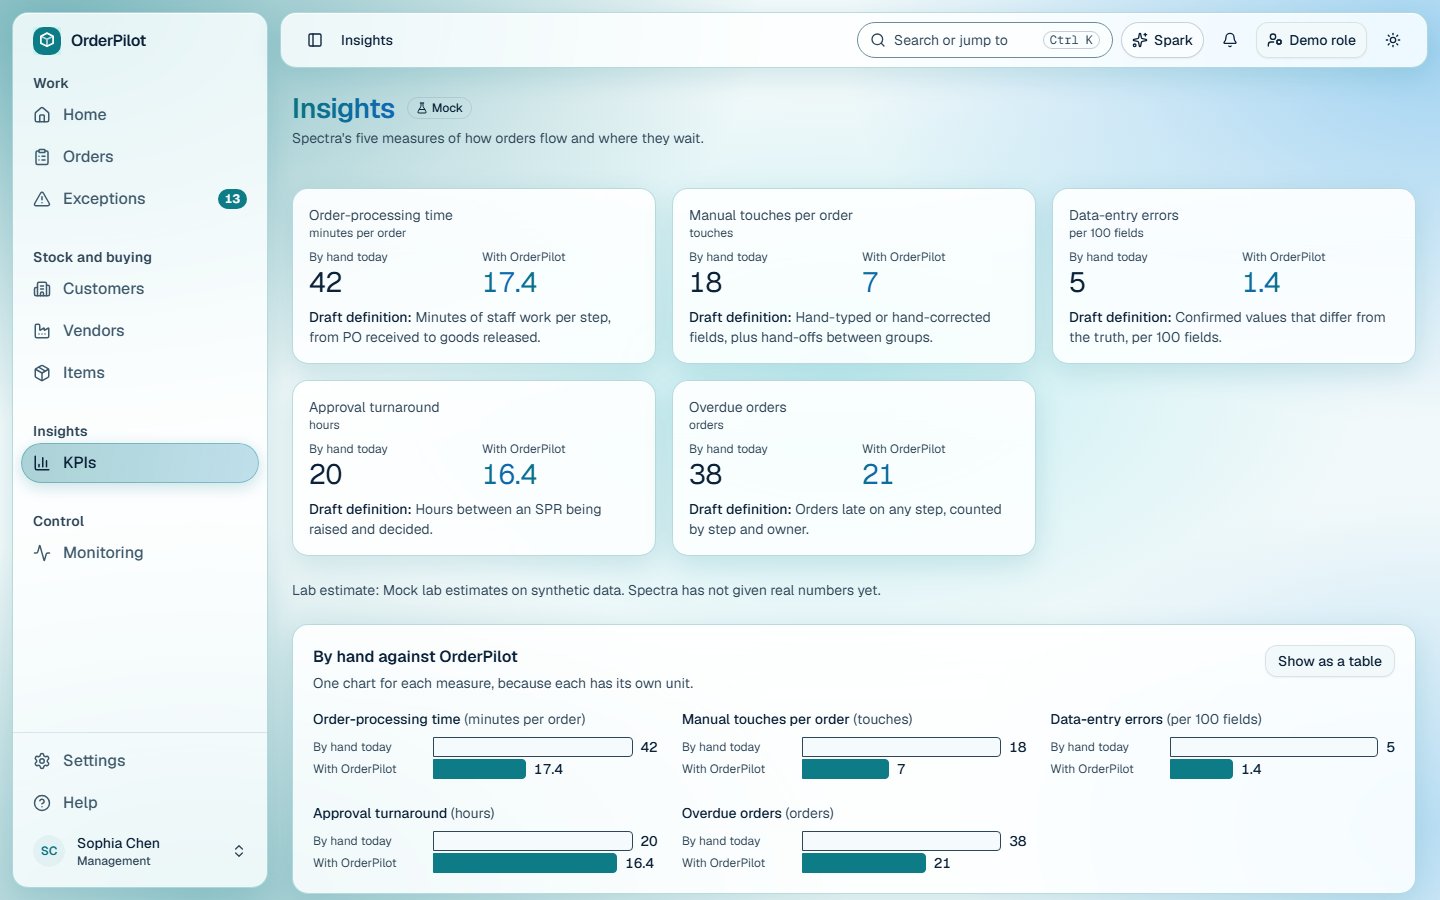 OrderPilot
Work
Home
Orders
Exceptions 13
Stock and buying
Customers
Vendors
Items
Insights
KPIs
Control
Monitoring
Settings
Help
SC Sophia Chen
Management
Insights
Search or jump to Ctrl K
Spark
Demo role
Insights Mock
Spectra's five measures of how orders flow and where they wait.
Order-processing time
minutes per order
By hand today With OrderPilot
42 17.4
Draft definition: Minutes of staff work per step,
from PO received to goods released.
Manual touches per order
touches
By hand today With OrderPilot
18 7
Draft definition: Hand-typed or hand-corrected
fields, plus hand-offs between groups.
Data-entry errors
per 100 fields
By hand today With OrderPilot
5 1.4
Draft definition: Confirmed values that differ from
the truth, per 100 fields.
Approval turnaround
hours
By hand today With OrderPilot
20 16.4
Draft definition: Hours between an SPR being
raised and decided.
Overdue orders
orders
By hand today With OrderPilot
38 21
Draft definition: Orders late on any step, counted
by step and owner.
Lab estimate: Mock lab estimates on synthetic data. Spectra has not given real numbers yet.
By hand against OrderPilot
Show as a table
One chart for each measure, because each has its own unit.
Order-processing time (minutes per order)
By hand today 42
With OrderPilot 17.4
Manual touches per order (touches)
By hand today 18
With OrderPilot 7
Data-entry errors (per 100 fields)
By hand today 5
With OrderPilot 1.4
Approval turnaround (hours)
By hand today 20
With OrderPilot 16.4
Overdue orders (orders)
By hand today 38
With OrderPilot 21